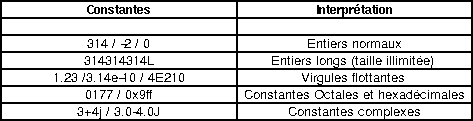 Constantes Interprétation
314 / -2 / 0 Entiers normaux
314314314L Entiers longs (taille illimitée)
1.23 /3.14e-10 / 4E210 Virgules flottantes
0177 / 0x9ff Constantes Octales et hexadécimales
3+4j / 3.0-4.0J Constantes complexes